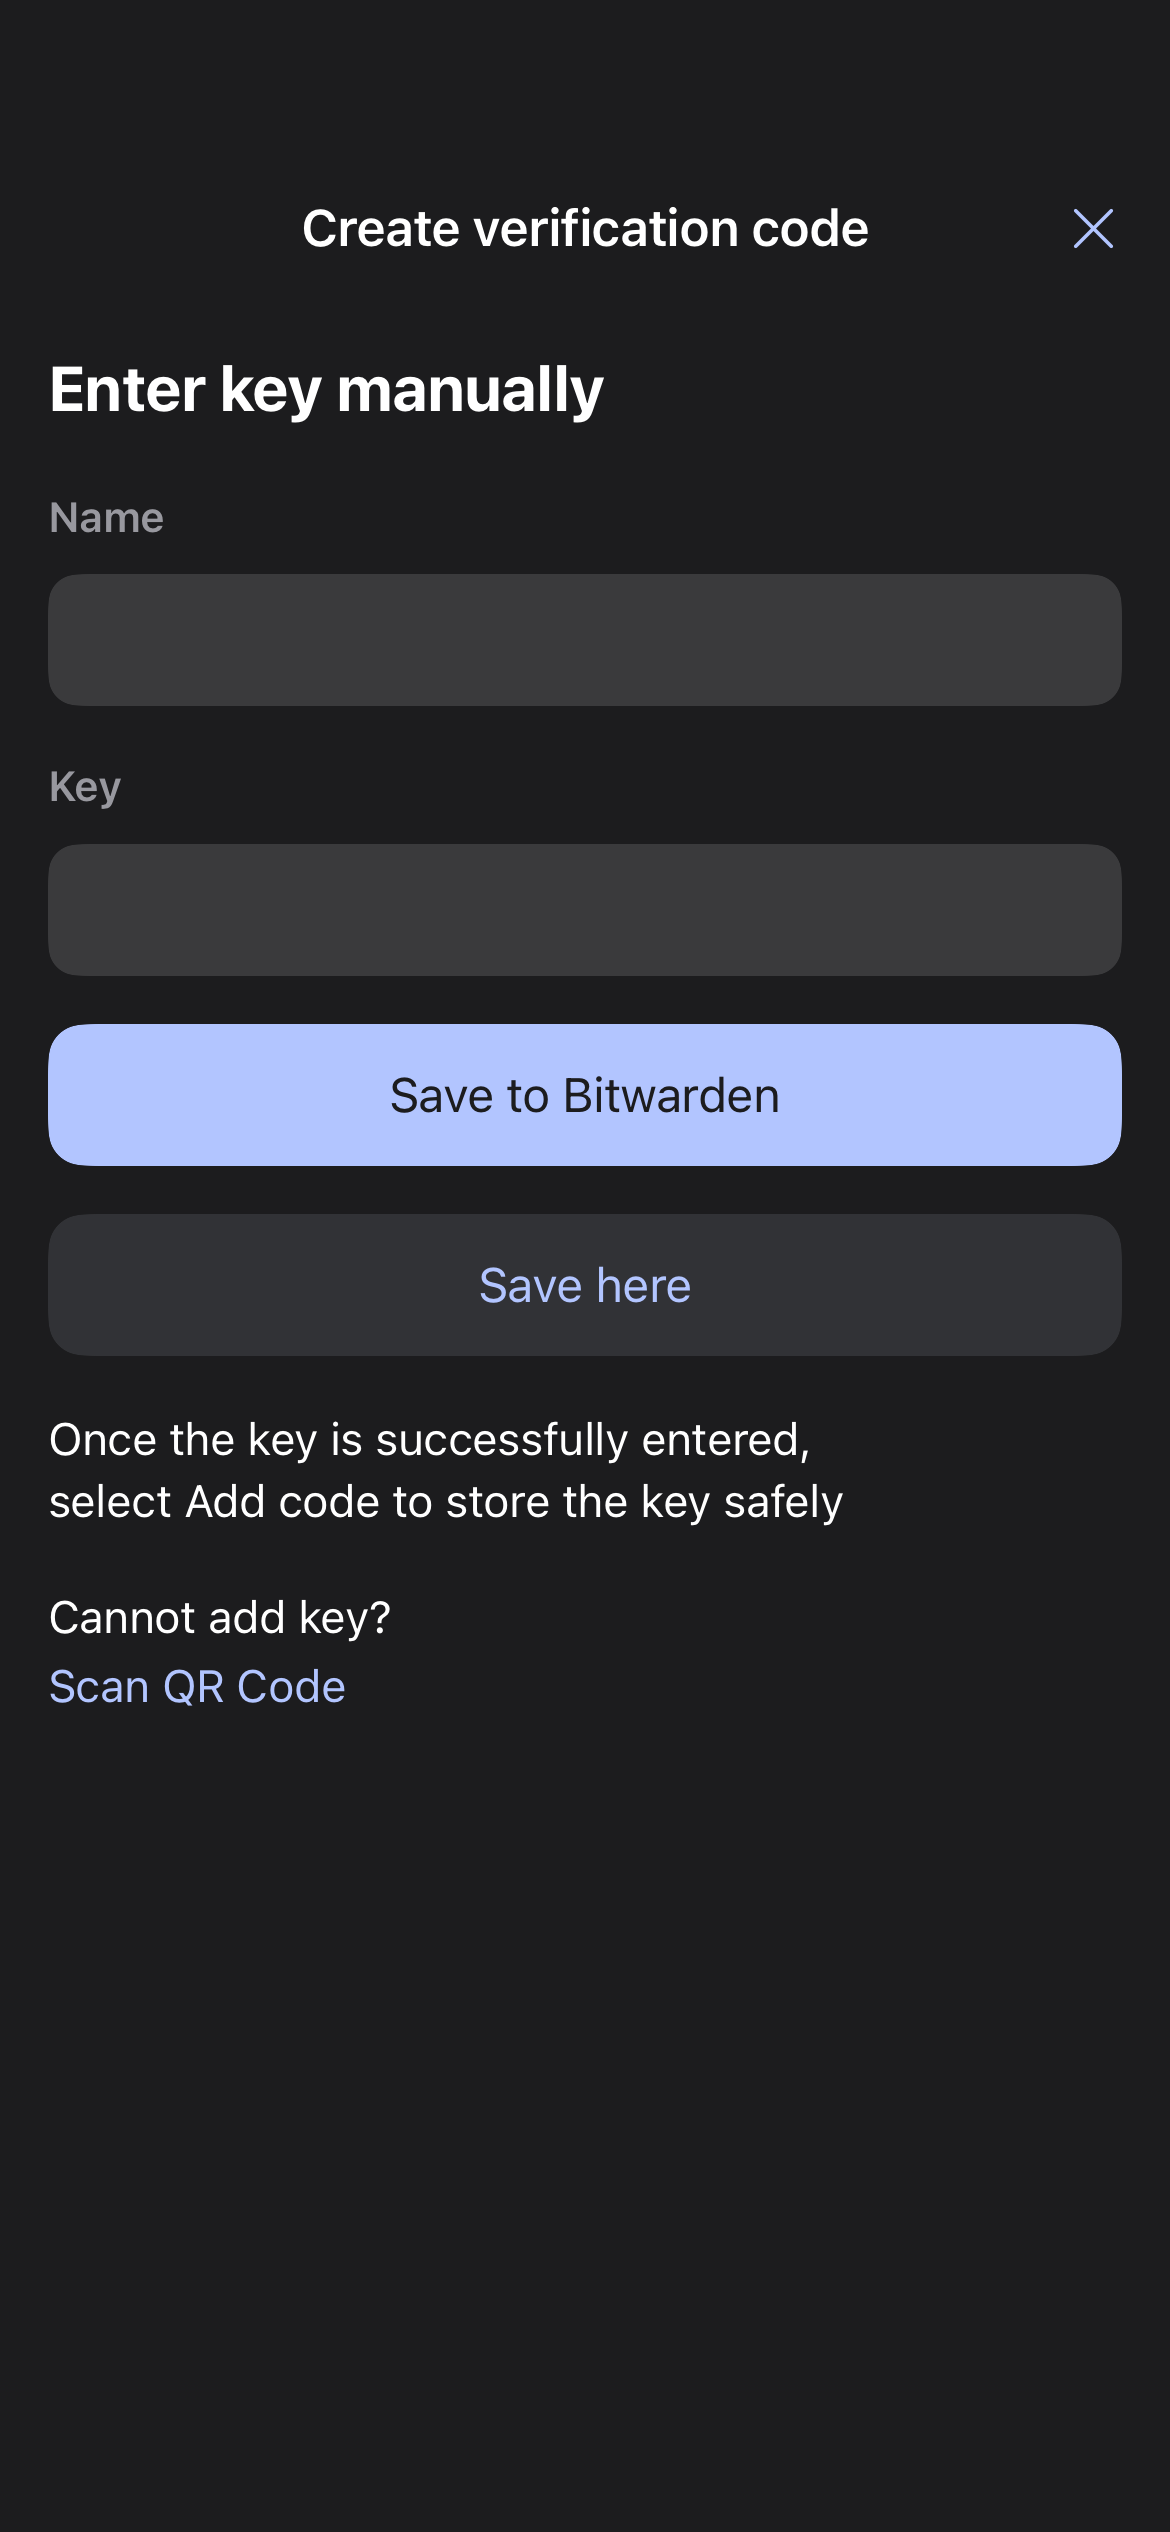 Create verification code
Enter key manually
Name
Key
Save to Bitwarden
Save here
Once the key is successfully entered,
select Add code to store the key safely
Cannot add key?
Scan QR Code